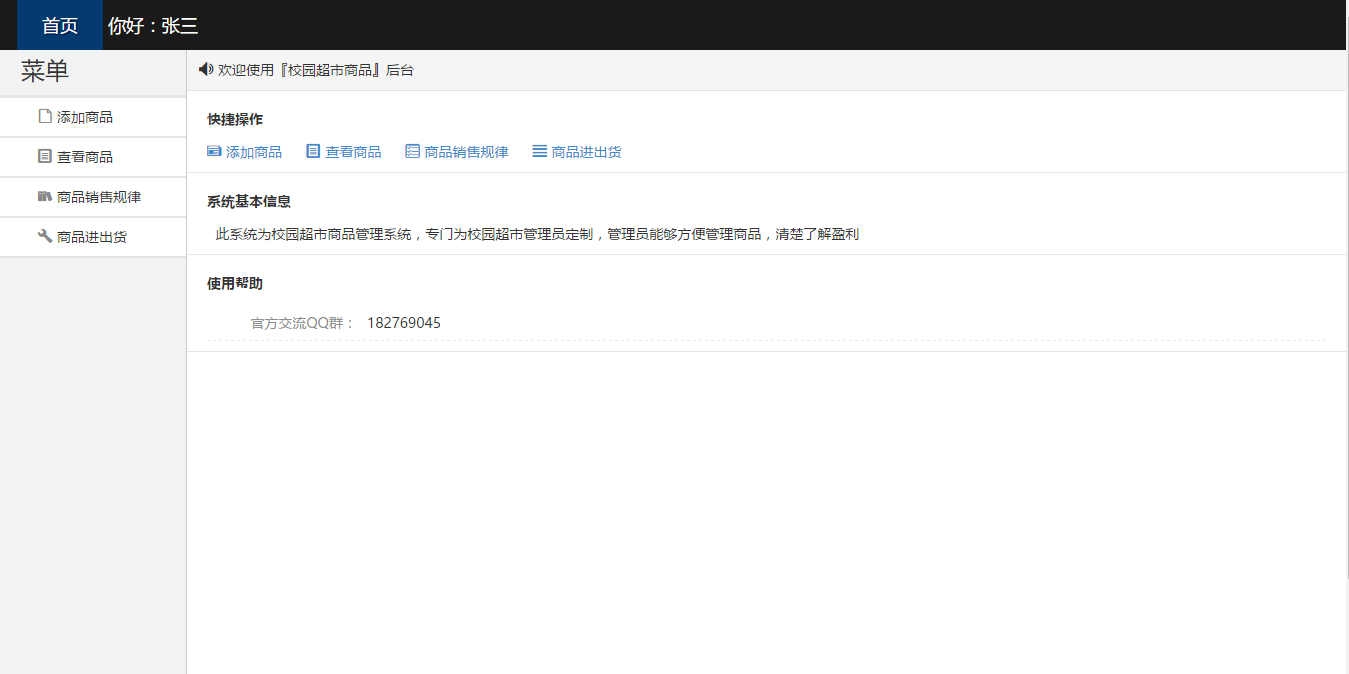 首页 你好：张三
菜单
添加商品
查看商品
商品销售规律
商品进出货
欢迎使用『校园超市商品』后台
快捷操作
添加商品 查看商品 商品销售规律 商品进出货
系统基本信息
此系统为校园超市商品管理系统，专门为校园超市管理员定制，管理员能够方便管理商品，清楚了解盈利
使用帮助
官方交流QQ群： 182769045